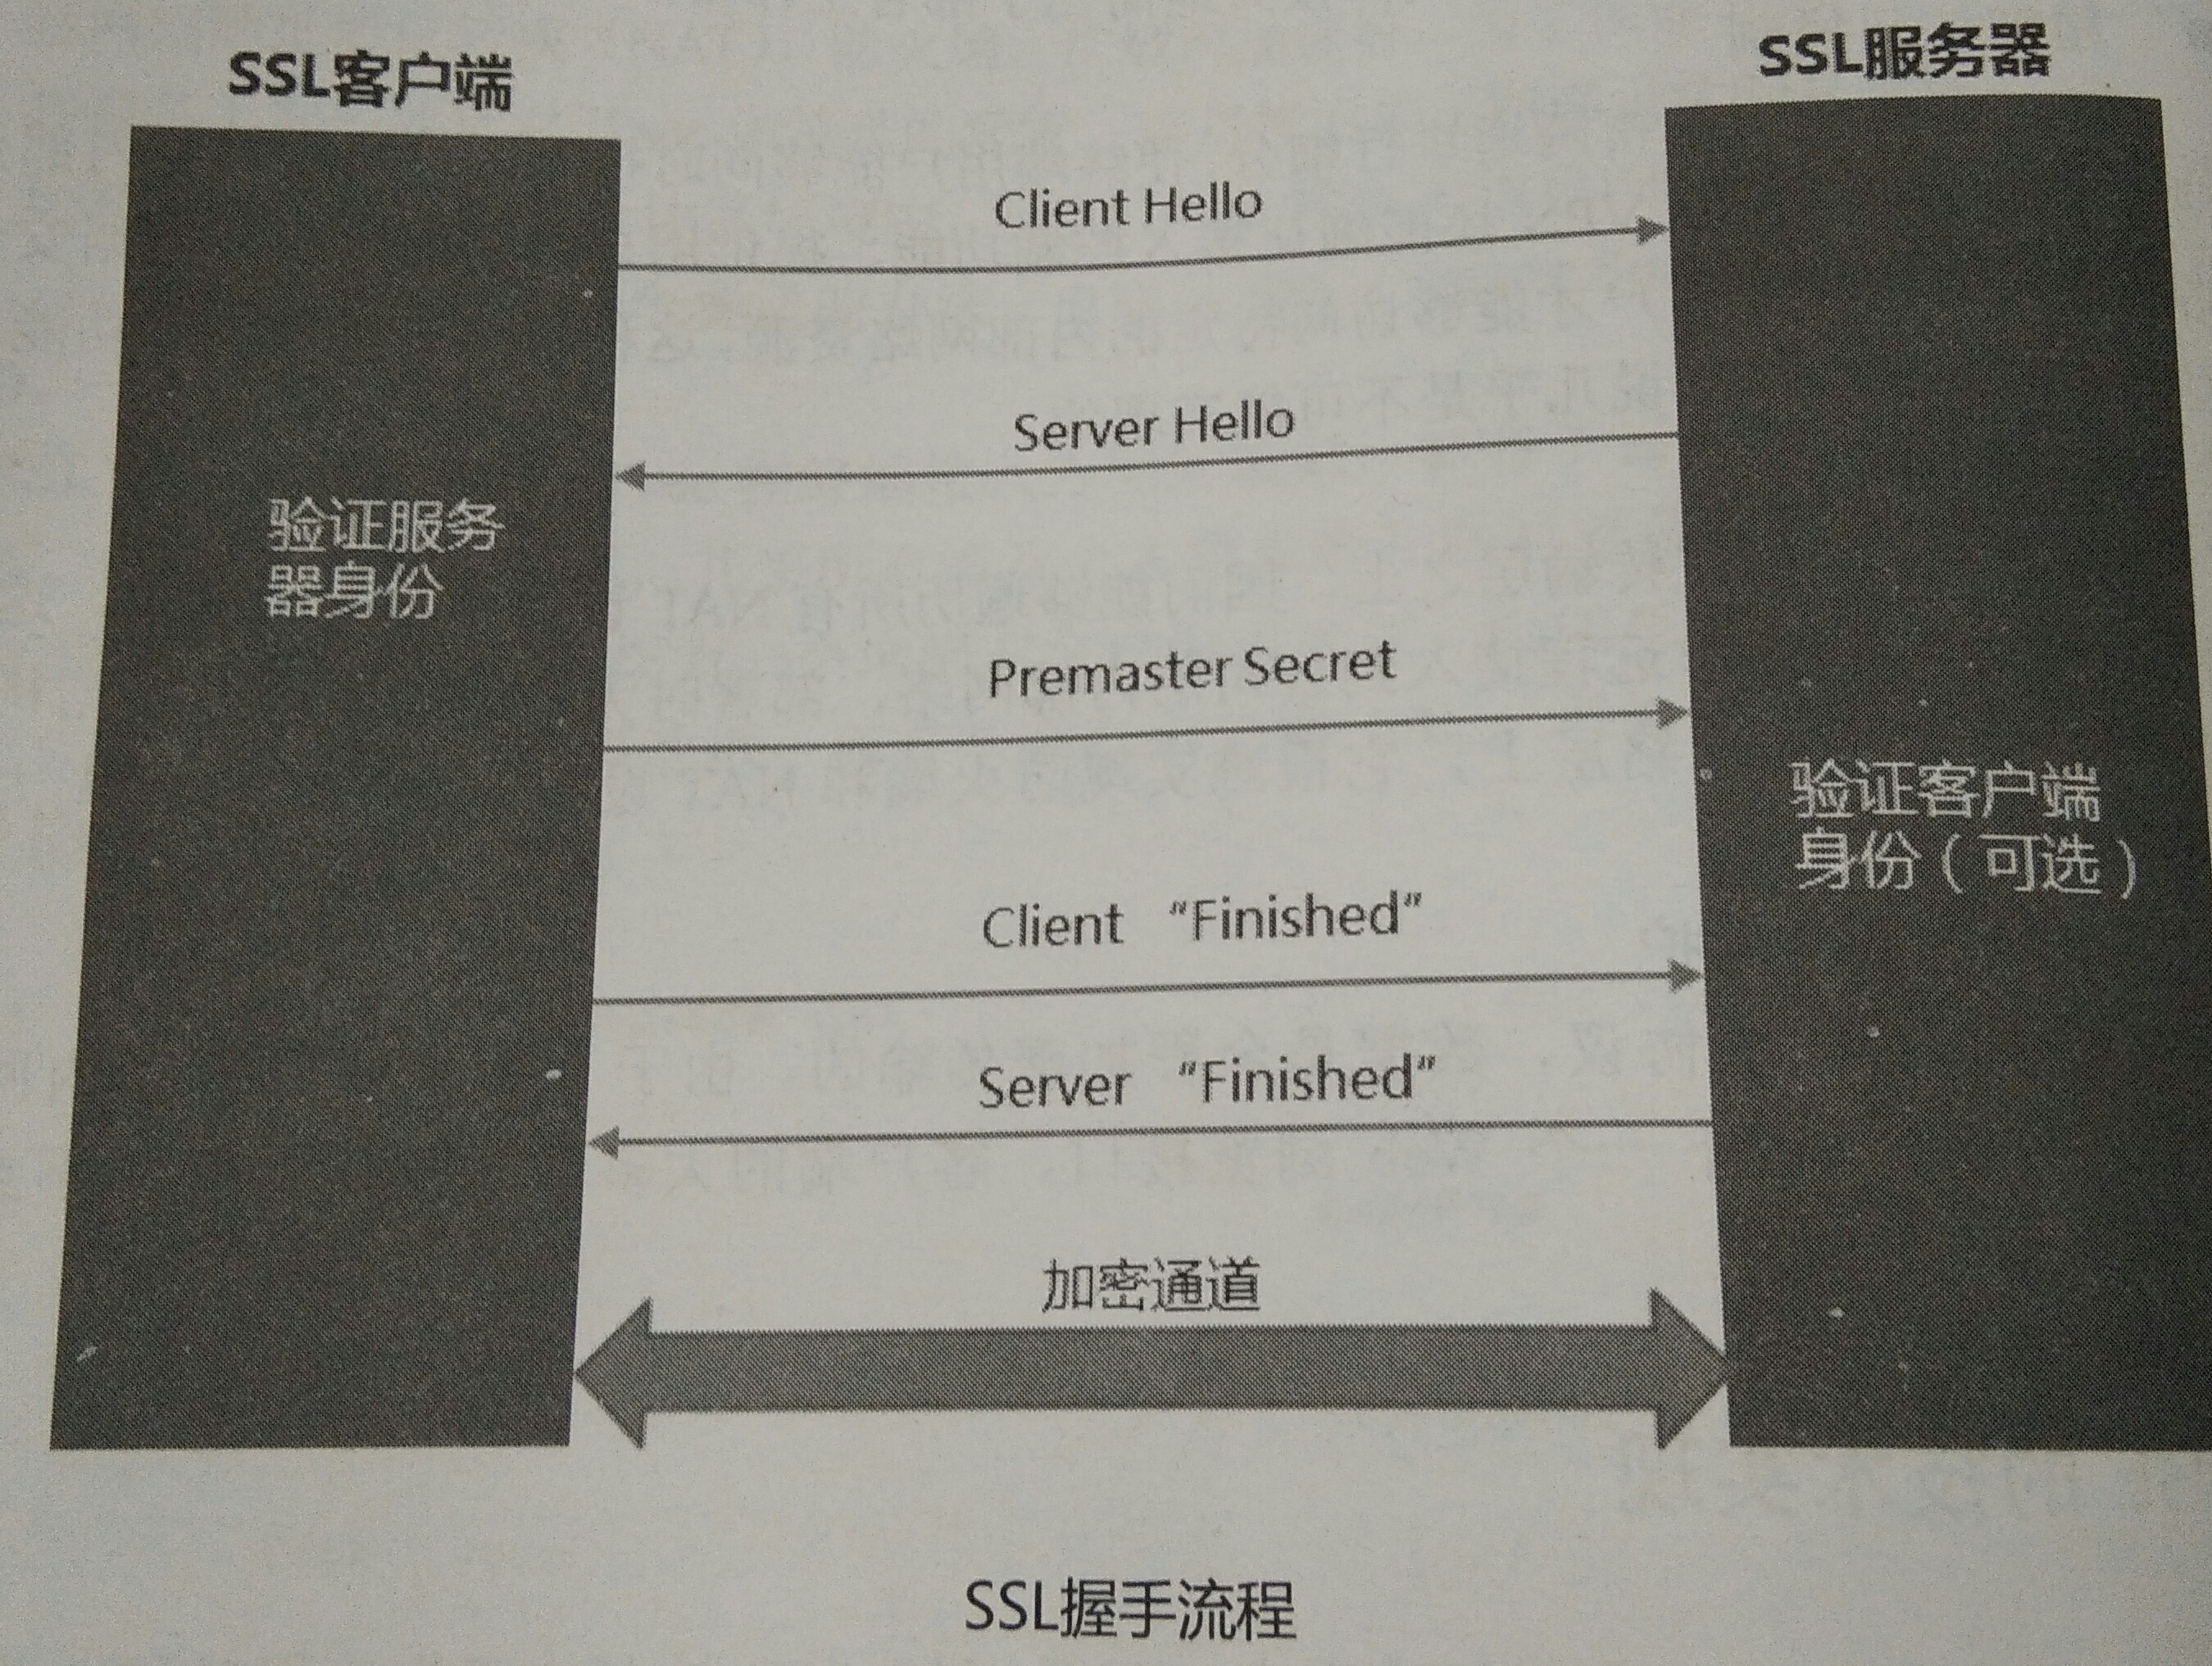 SSL客户端
SSL服务器
Client Hello
Server Hello
验证服务
器身份
Premaster Secret
验证客户端
身份（可选）
Client “Finished”
Server “Finished”
加密通道
SSL握手流程